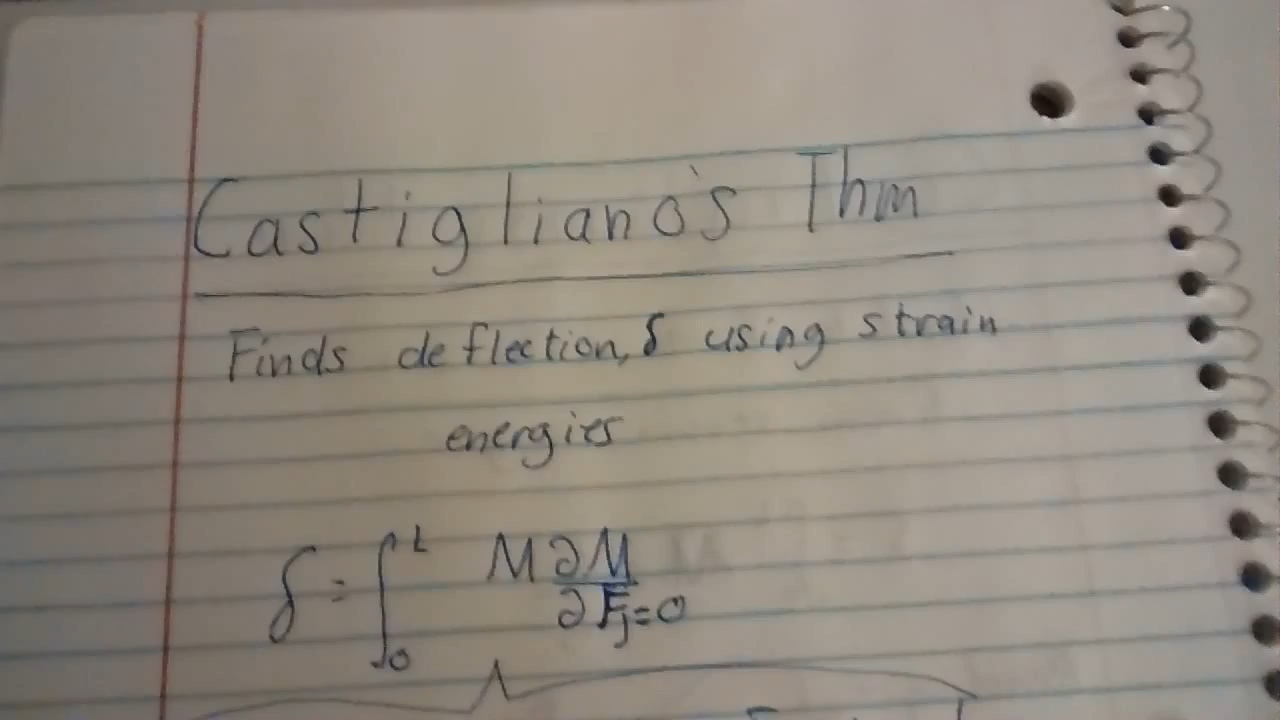 Castigliano's Thm
Finds deflection, δ using strain
energies
δ = ∫₀ᴸ M ∂M/∂Fⱼ=0